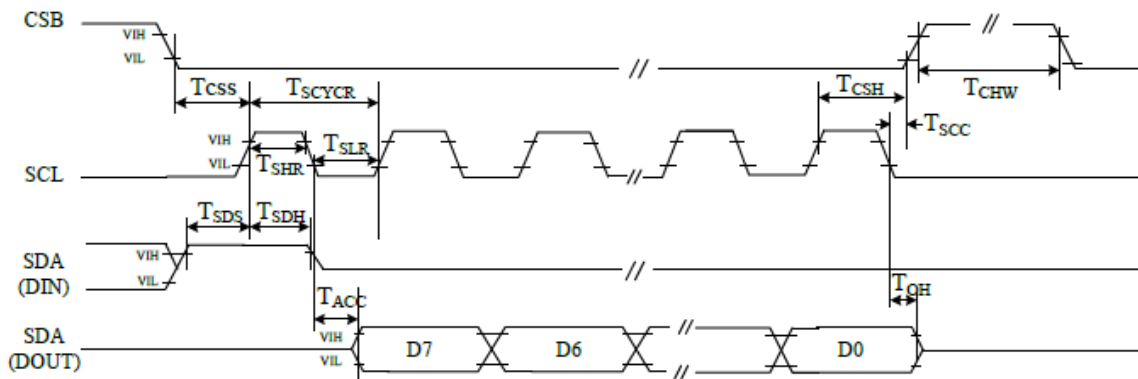 CSB
VIH
VIL
//
//
TCSS
TSCYCR
TCSH
TCHW
TSCC
SCL
VIH
VIL
TSHR
TSLR
//
TSDS
TSDH
SDA
(DIN)
VIH
VIL
//
TACC
TOH
SDA
(DOUT)
VIH
VIL
D7
D6
//
//
D0